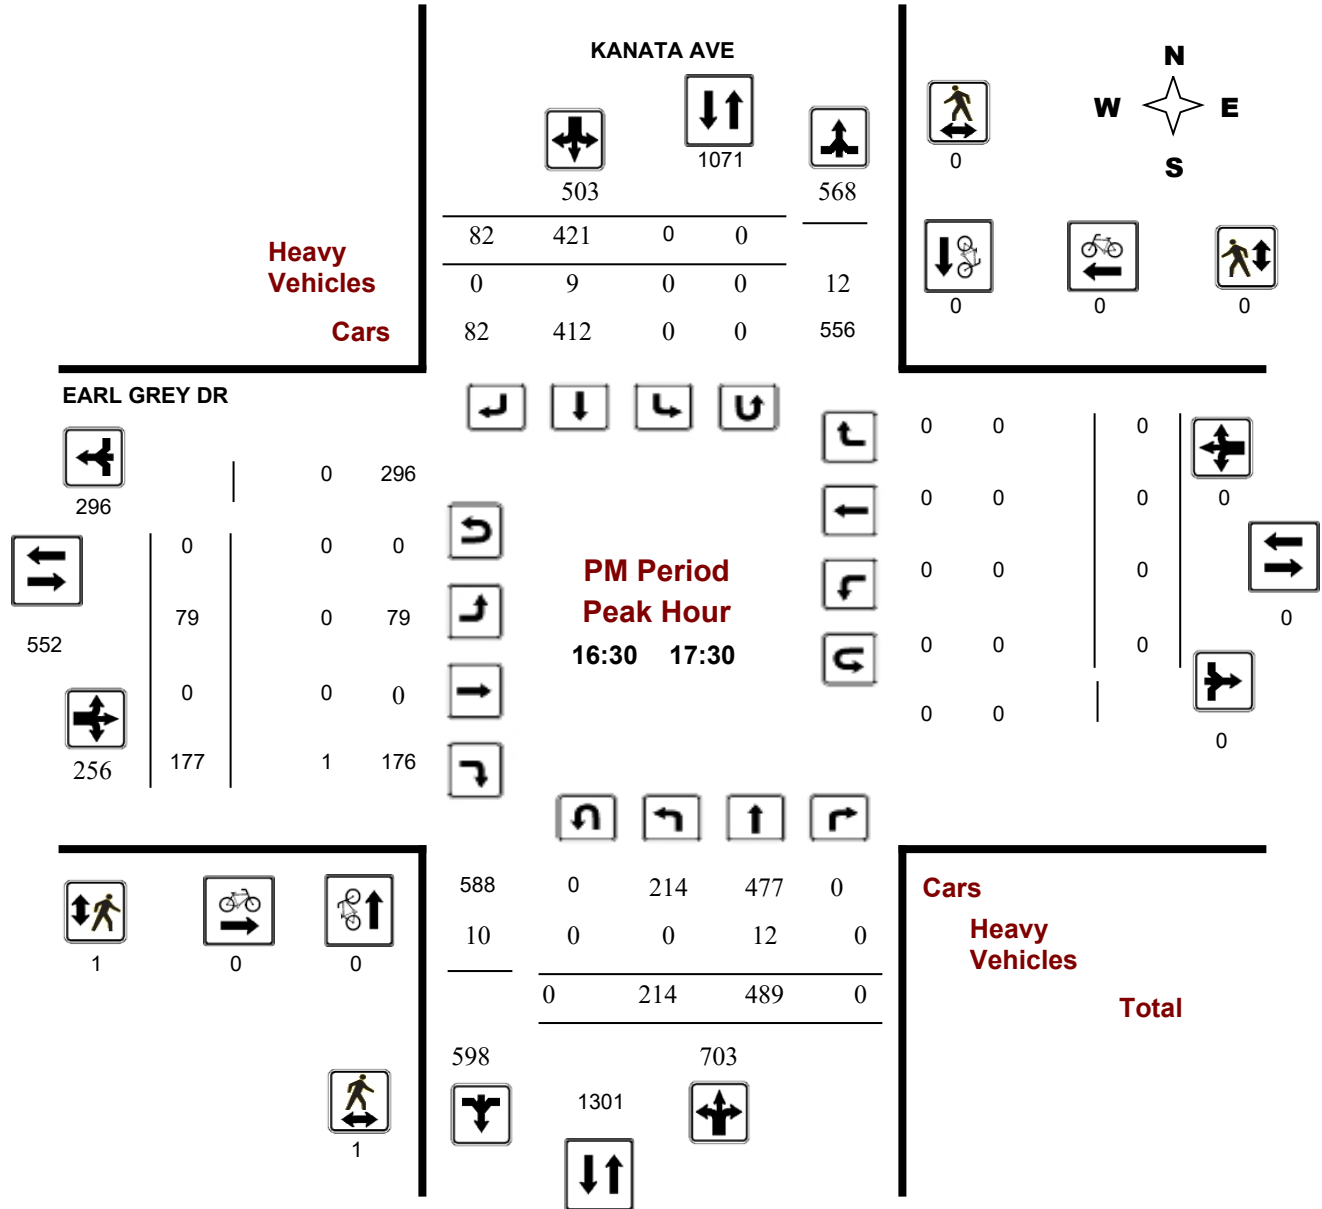 KANATA AVE
N
W E
S
1071
0
503 568
82 421 0 0
Heavy
Vehicles
0 9 0 0 12
0 0 0
Cars
82 412 0 0 556
EARL GREY DR
0 0 0
0 296
296
0 0 0 0
0 0 0 0
PM Period
0 0 0
79 0 79
Peak Hour
0
552
16:30 17:30
0 0 0
0 0 0
0 0
0
256 177 1 176
588 0 214 477 0
Cars
10 0 0 12 0
Heavy
Vehicles
1 0 0
0 214 489 0
Total
598 703
1301
1